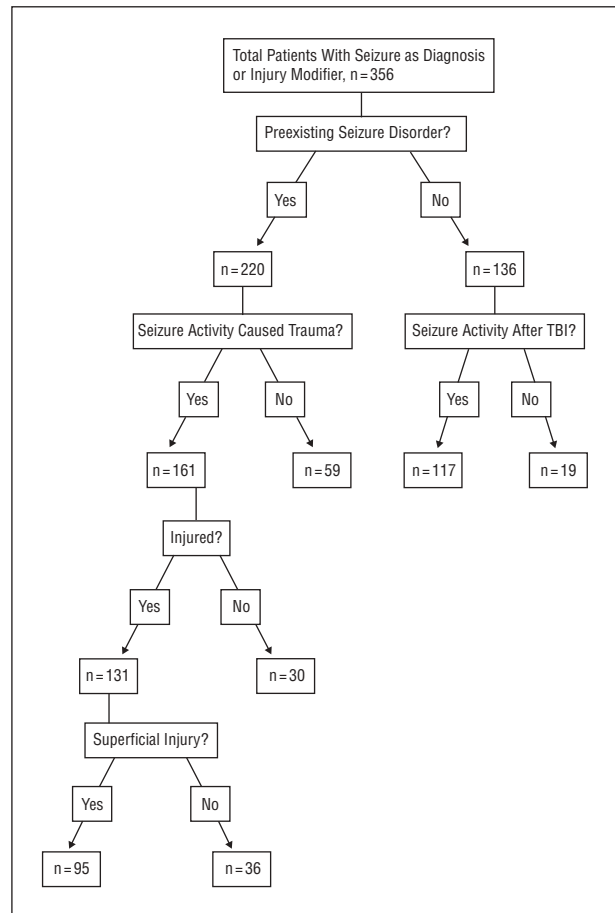 Total Patients With Seizure as Diagnosis
or Injury Modifier, n=356
Preexisting Seizure Disorder?
Yes
No
n=220
n=136
Seizure Activity Caused Trauma?
Seizure Activity After TBI?
Yes
No
Yes
No
n=161
n=59
n=117
n=19
Injured?
Yes
No
n=131
n=30
Superficial Injury?
Yes
No
n=95
n=36